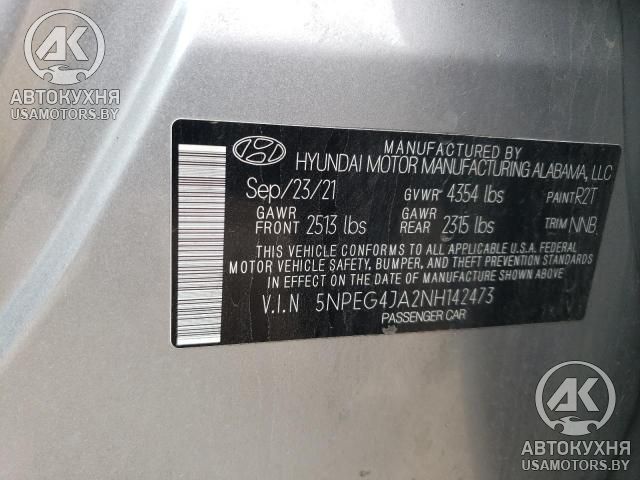 АК
АВТОКУХНЯ
USAMOTORS.BY
MANUFACTURED BY
HYUNDAI MOTOR MANUFACTURING ALABAMA, LLC
Sep/23/21 GVWR 4354 lbs PAINT R2T
GAWR FRONT 2513 lbs GAWR REAR 2315 lbs TRIM NNB
THIS VEHICLE CONFORMS TO ALL APPLICABLE U.S.A. FEDERAL
MOTOR VEHICLE SAFETY, BUMPER, AND THEFT PREVENTION STANDARDS
IN EFFECT ON THE DATE OF MANUFACTURE SHOWN ABOVE.
V.I.N 5NPEG4JA2NH142473
PASSENGER CAR
АК
АВТОКУХНЯ
USAMOTORS.BY